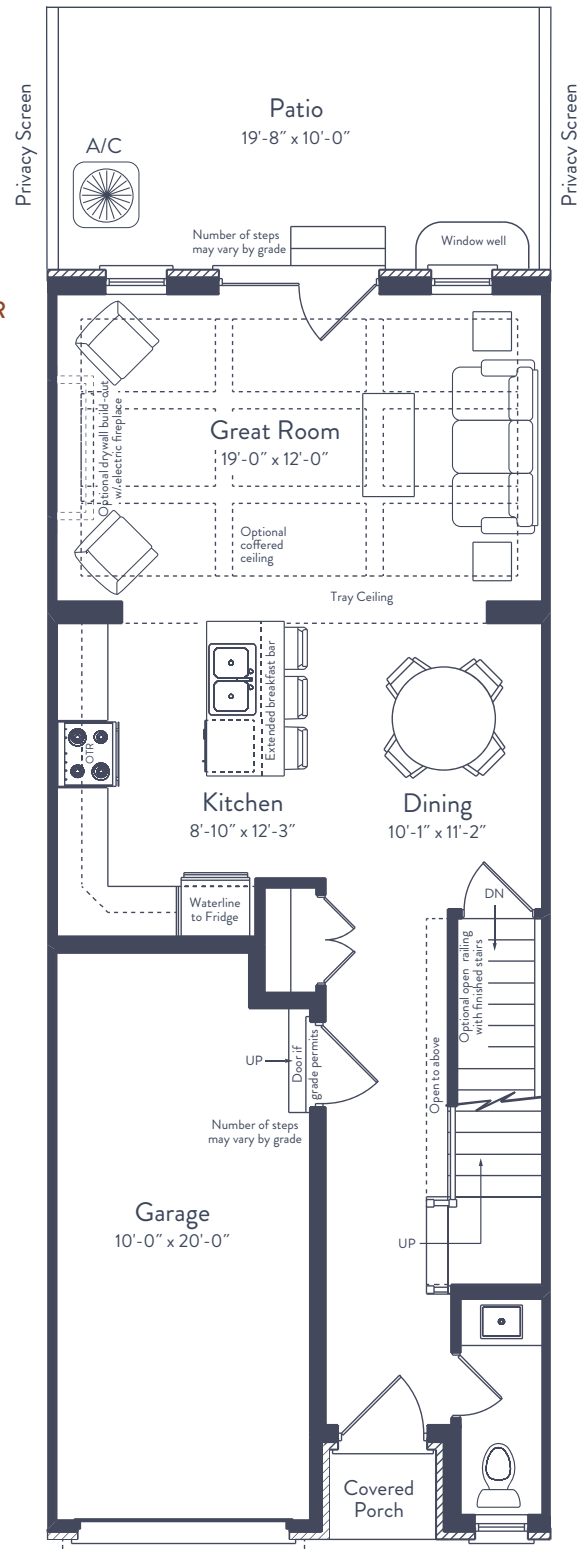 Privacy Screen
Patio
19'-8″ x 10'-0″
A/C
Privacy Screen
Number of steps
may vary by grade
Window well
R
Great Room
19'-0″ x 12'-0″
Optional drywall build-out
w/ electric fireplace
Optional
coffered
ceiling
Tray Ceiling
Extended breakfast bar
OTR
Kitchen
8'-10″ x 12'-3″
Dining
10'-1″ x 11'-2″
Waterline
to Fridge
DN
Optional open railing
with finished stairs
Open to above
UP
Door if
grade permits
Number of steps
may vary by grade
Garage
10'-0″ x 20'-0″
UP
Covered
Porch